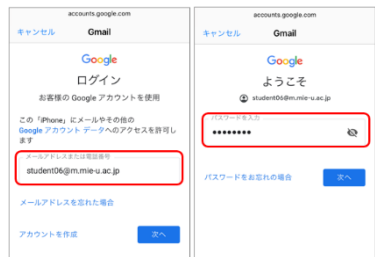 accounts.google.com
キャンセル Gmail
Google
ログイン
お客様の Google アカウントを使用
この「iPhone」にメールやその他の
Google アカウント データへのアクセスを許可し
ます
メールアドレスまたは電話番号
student06@m.mie-u.ac.jp
メールアドレスを忘れた場合
アカウントを作成 次へ
accounts.google.com
キャンセル Gmail
Google
ようこそ
student06@m.mie-u.ac.jp
パスワードを入力
••••••••
パスワードをお忘れの場合 次へ